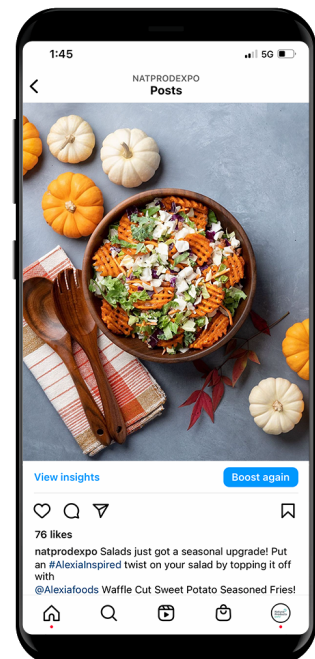 1:45
5G
NATPRODEXPO
Posts
View insights
Boost again
76 likes
natprodexpo Salads just got a seasonal upgrade! Put
an #AlexiaInspired twist on your salad by topping it off
with
@Alexiafoods Waffle Cut Sweet Potato Seasoned Fries!